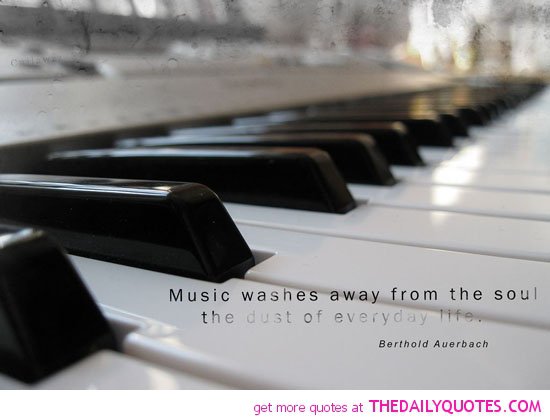 Music washes away from the soul
the dust of everyday life.
Berthold Auerbach
get more quotes at THEDAILYQUOTES.COM